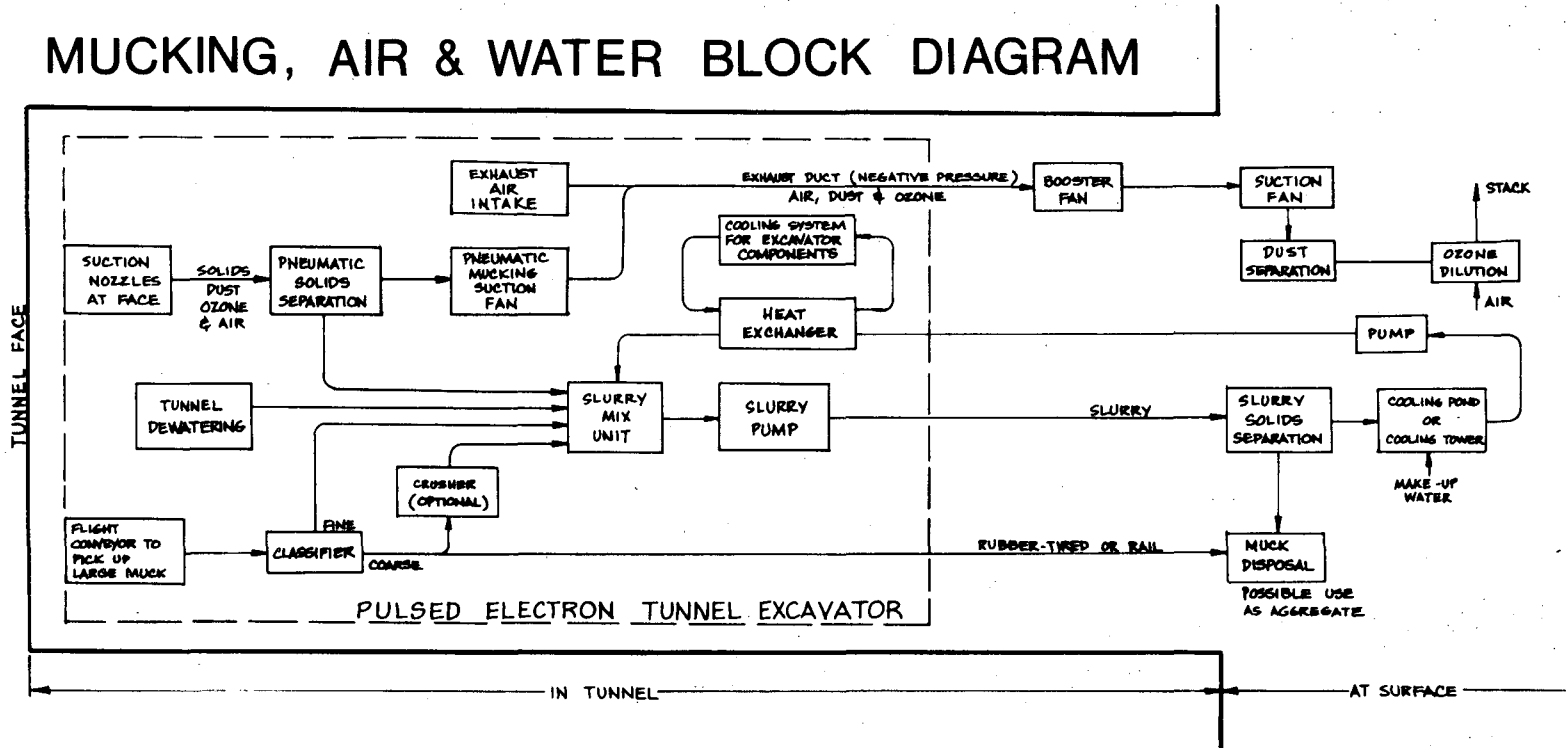 MUCKING, AIR & WATER BLOCK DIAGRAM
EXHAUST
AIR
INTAKE
EXHAUST DUCT (NEGATIVE PRESSURE)
AIR, DUST & OZONE
BOOSTER
FAN
SUCTION
FAN
STACK
COOLING SYSTEM
FOR EXCAVATOR
COMPONENTS
SUCTION
NOZZLES
AT FACE
SOLIDS
DUST
OZONE
& AIR
PNEUMATIC
SOLIDS
SEPARATION
PNEUMATIC
MUCKING
SUCTION
FAN
DUST
SEPARATION
OZONE
DILUTION
AIR
HEAT
EXCHANGER
PUMP
TUNNEL FACE
TUNNEL
DEWATERING
SLURRY
MIX
UNIT
SLURRY
PUMP
SLURRY
SLURRY
SOLIDS
SEPARATION
COOLING POND
OR
COOLING TOWER
MAKE-UP
WATER
CRUSHER
(OPTIONAL)
FLIGHT
CONVEYOR TO
PICK UP
LARGE MUCK
FINE
CLASSIFIER
COARSE
RUBBER-TIRED OR RAIL
MUCK
DISPOSAL
POSSIBLE USE
AS AGGREGATE
PULSED ELECTRON TUNNEL EXCAVATOR
IN TUNNEL
AT SURFACE